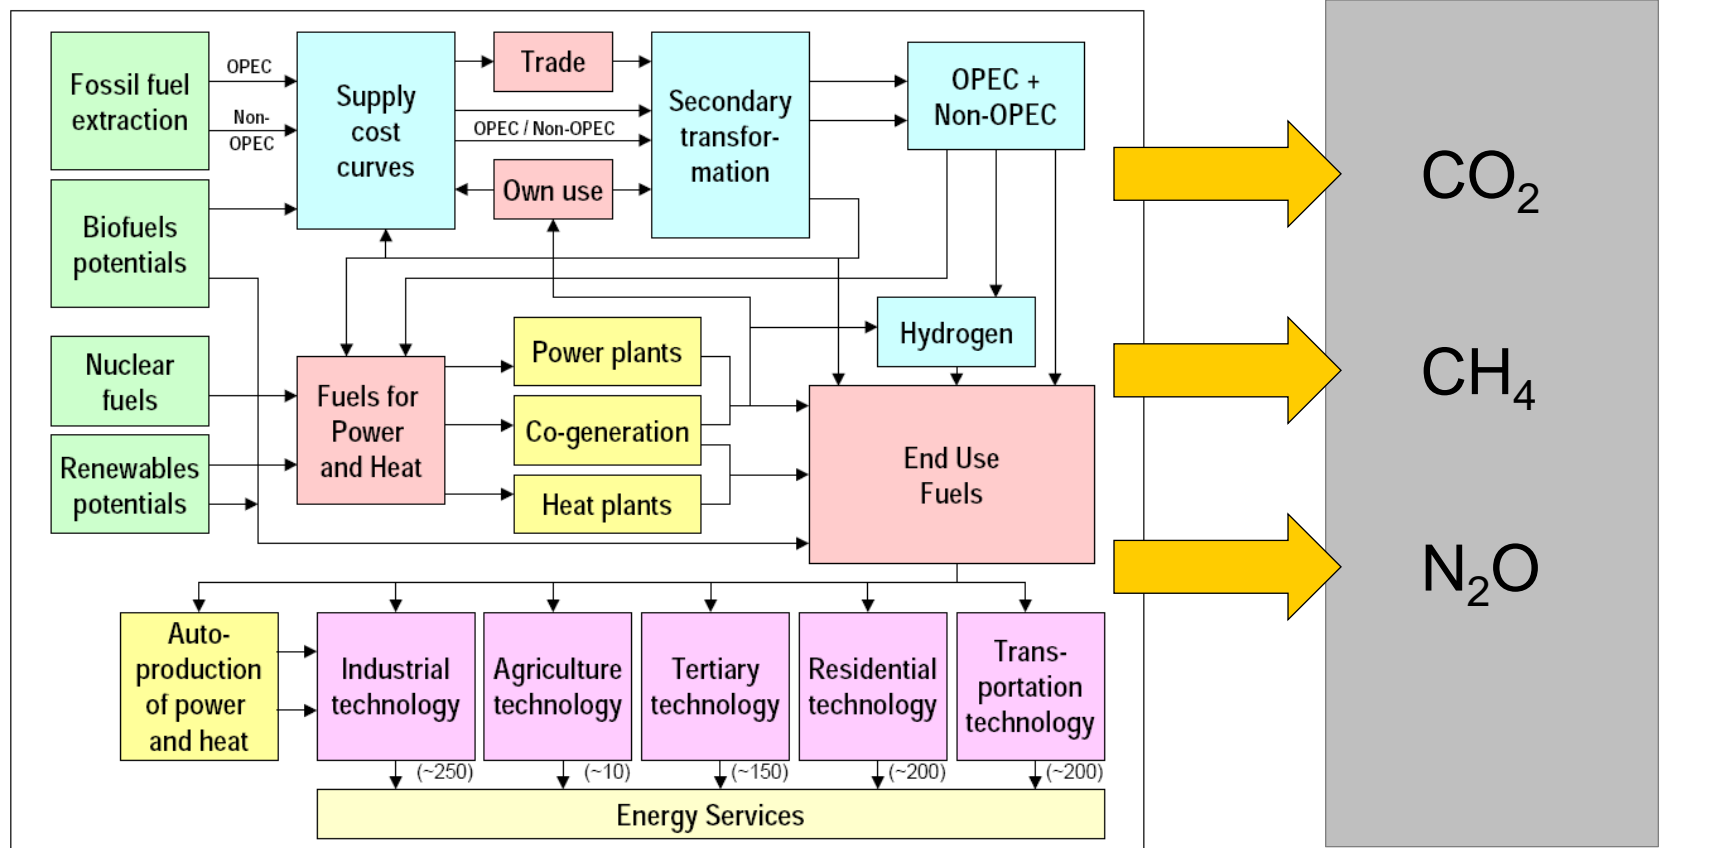 Fossil fuel
extraction
OPEC
Non-
OPEC
Supply
cost
curves
Trade
OPEC / Non-OPEC
Own use
Secondary
transfor-
mation
OPEC +
Non-OPEC
Biofuels
potentials
Nuclear
fuels
Renewables
potentials
Fuels for
Power
and Heat
Power plants
Co-generation
Heat plants
Hydrogen
End Use
Fuels
Auto-
production
of power
and heat
Industrial
technology
Agriculture
technology
Tertiary
technology
Residential
technology
Trans-
portation
technology
(~250)
(~10)
(~150)
(~200)
(~200)
Energy Services
CO₂
CH₄
N₂O